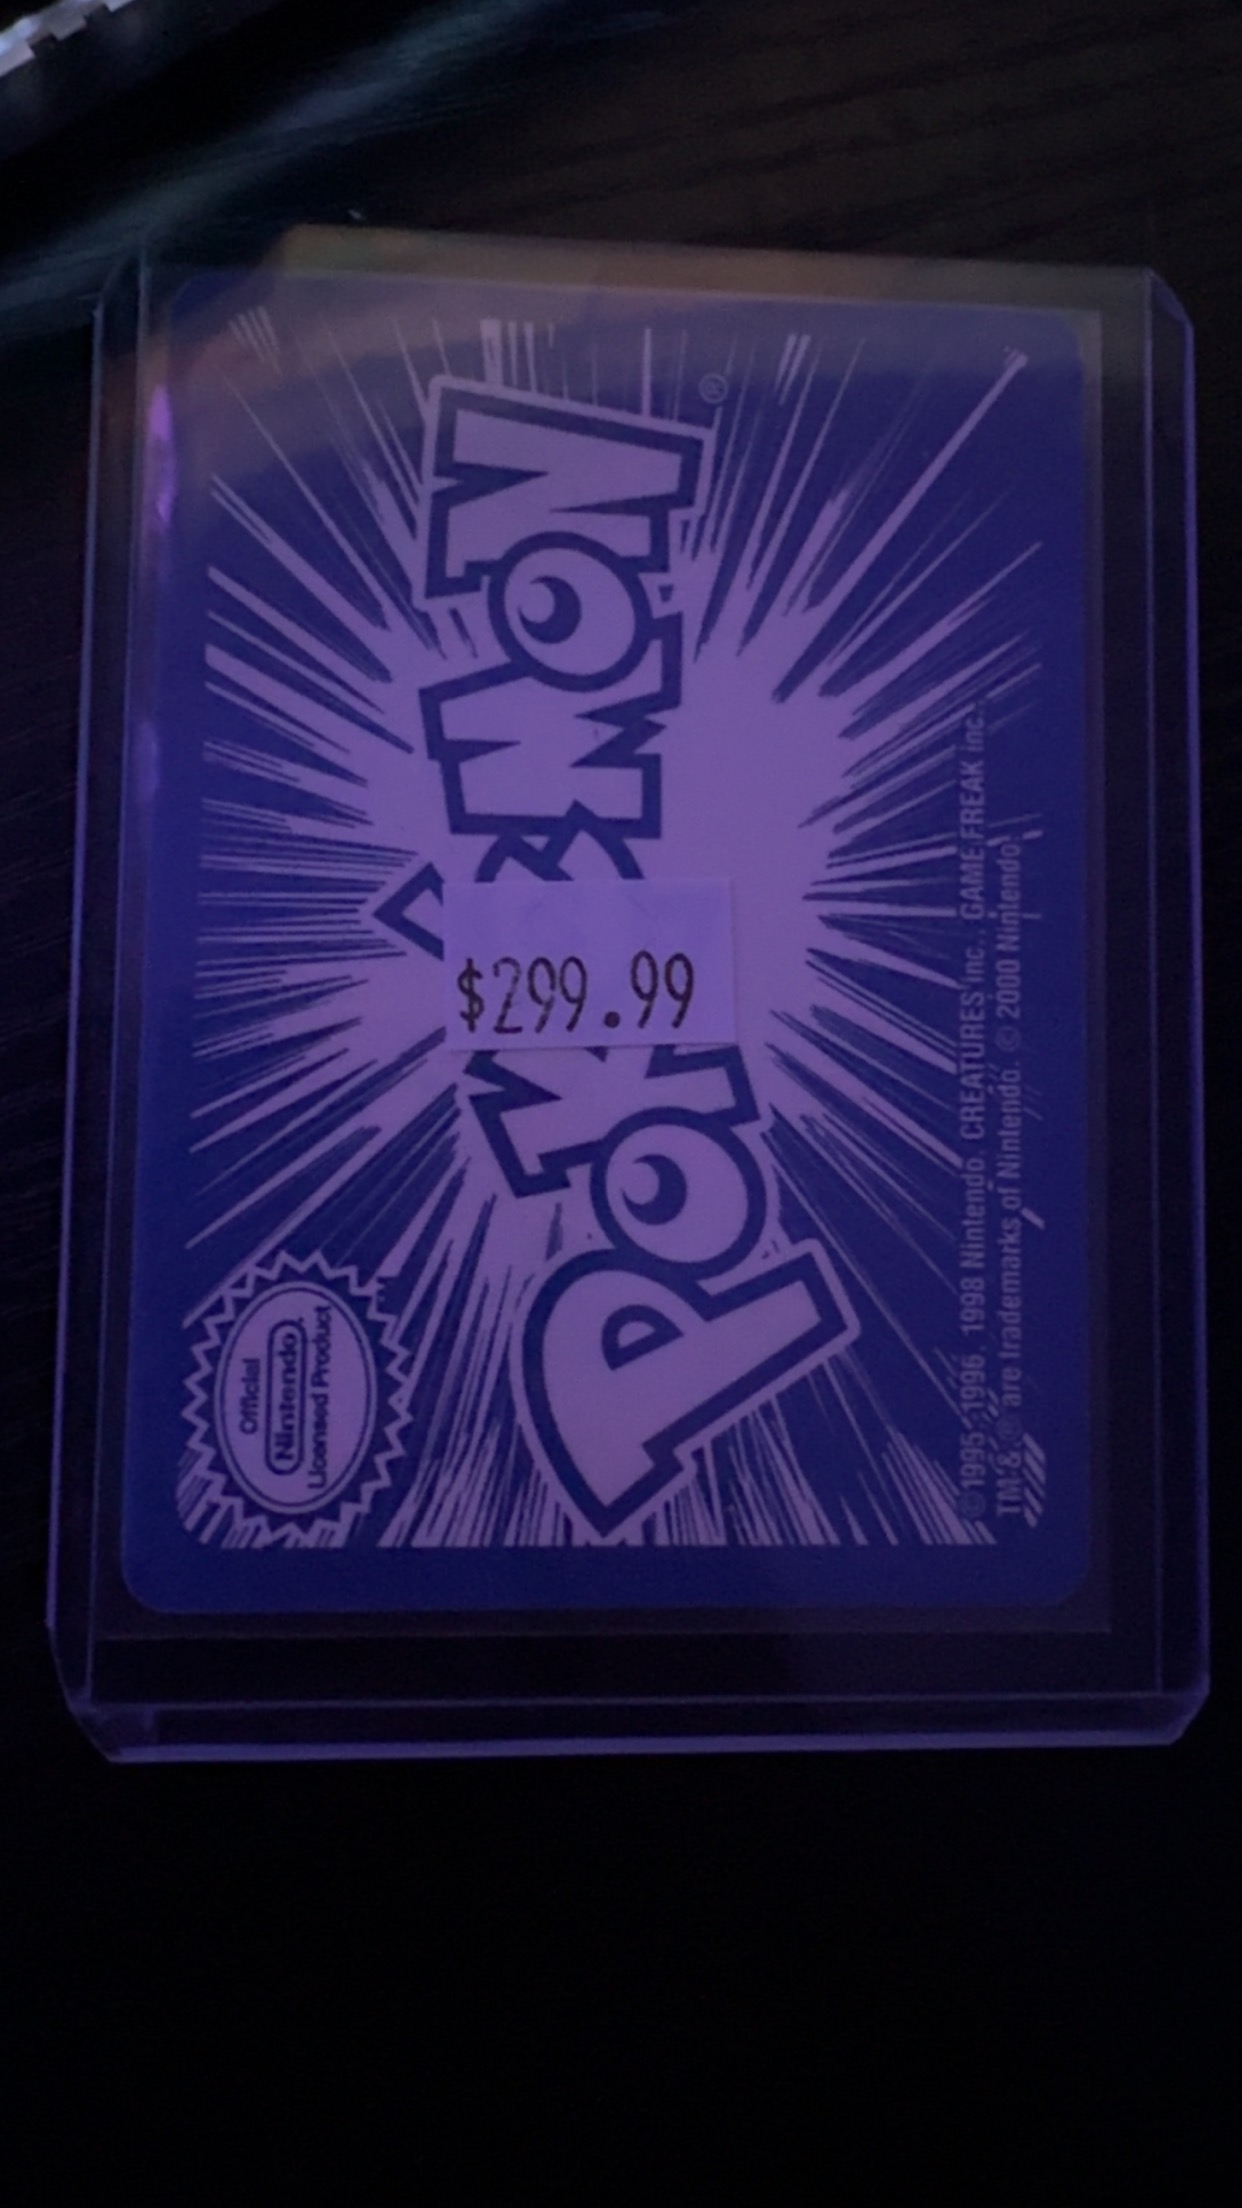 POKéMON®
$299.99
Official
Nintendo®
Licensed Product
©1995, 1996, 1998 Nintendo, CREATURES inc., GAME FREAK inc.
TM & ® are trademarks of Nintendo. © 2000 Nintendo.